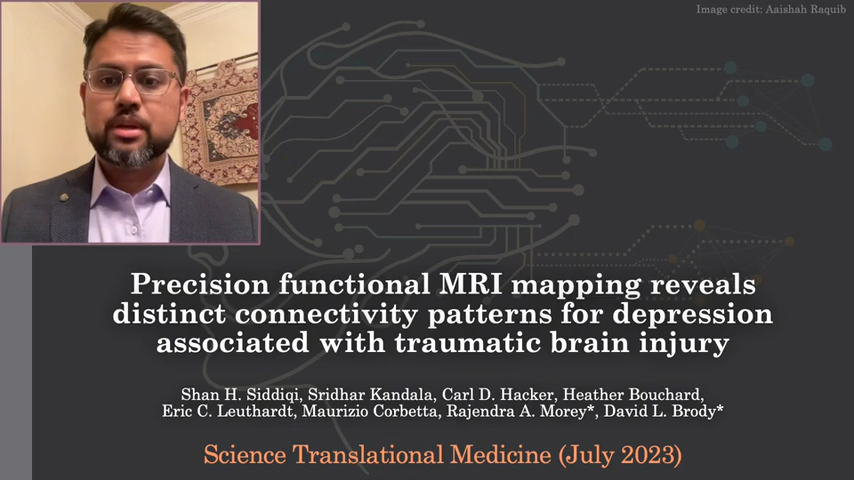 Image credit: Aaishah Raquib
Precision functional MRI mapping reveals
distinct connectivity patterns for depression
associated with traumatic brain injury
Shan H. Siddiqi, Sridhar Kandala, Carl D. Hacker, Heather Bouchard,
Eric C. Leuthardt, Maurizio Corbetta, Rajendra A. Morey*, David L. Brody*
Science Translational Medicine (July 2023)